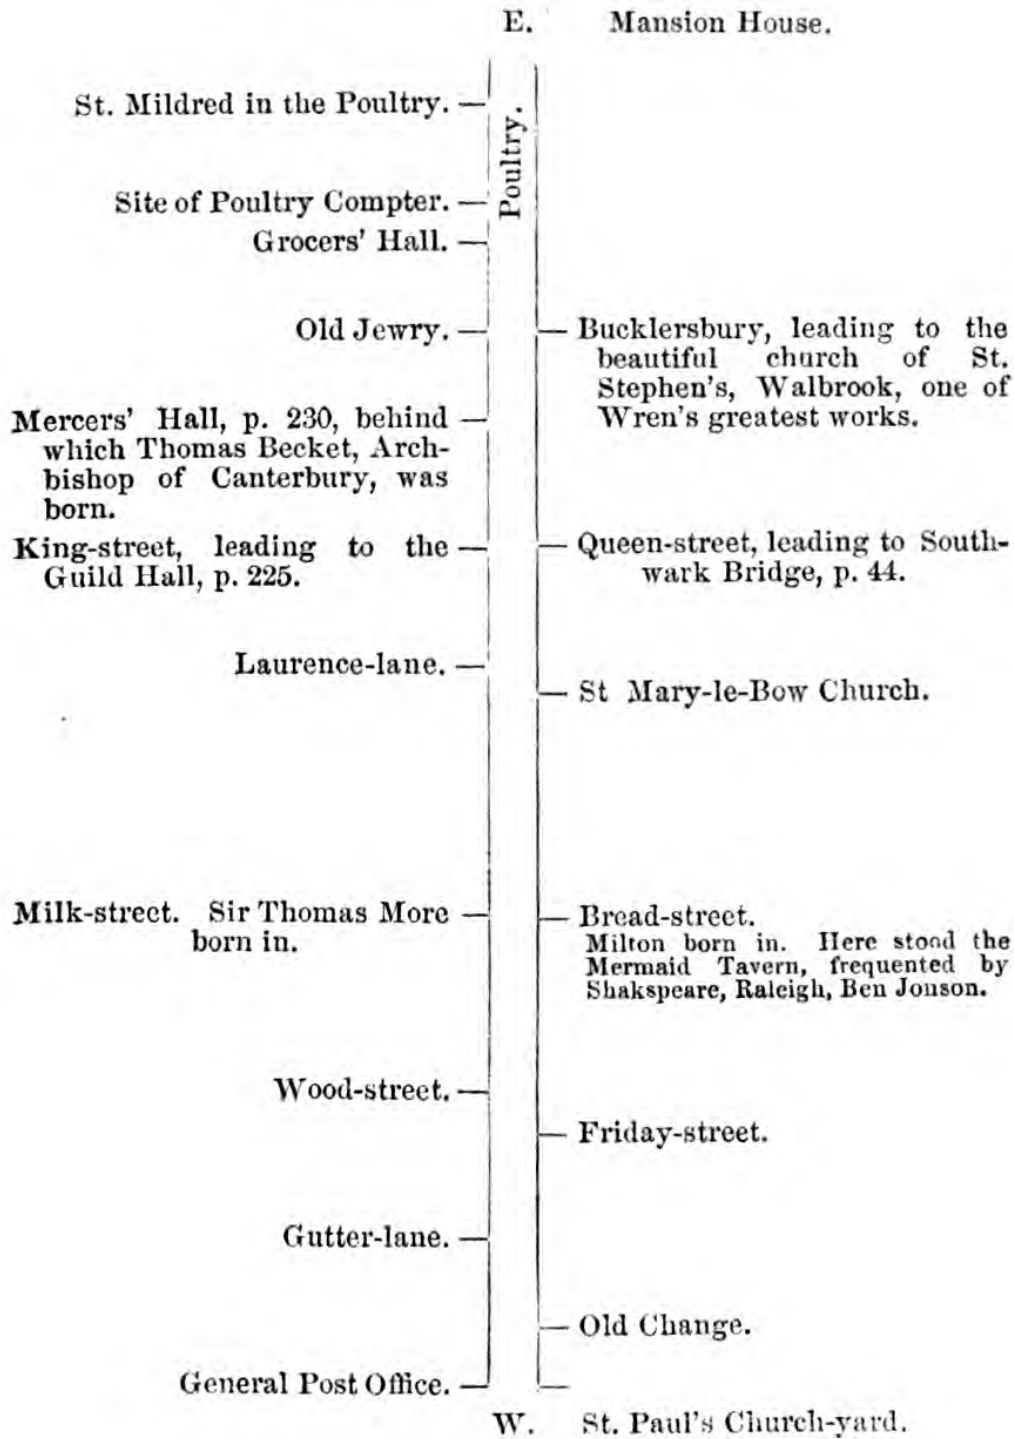 E. Mansion House.
St. Mildred in the Poultry.
Poultry.
Site of Poultry Compter.
Grocers' Hall.
Old Jewry.
Bucklersbury, leading to the
beautiful church of St.
Stephen's, Walbrook, one of
Wren's greatest works.
Mercers' Hall, p. 230, behind
which Thomas Becket, Arch-
bishop of Canterbury, was
born.
King-street, leading to the
Guild Hall, p. 225.
Queen-street, leading to South-
wark Bridge, p. 44.
Laurence-lane.
St Mary-le-Bow Church.
Milk-street. Sir Thomas More
born in.
Bread-street.
Milton born in. Here stood the
Mermaid Tavern, frequented by
Shakspeare, Raleigh, Ben Jonson.
Wood-street.
Friday-street.
Gutter-lane.
Old Change.
General Post Office.
W. St. Paul's Church-yard.